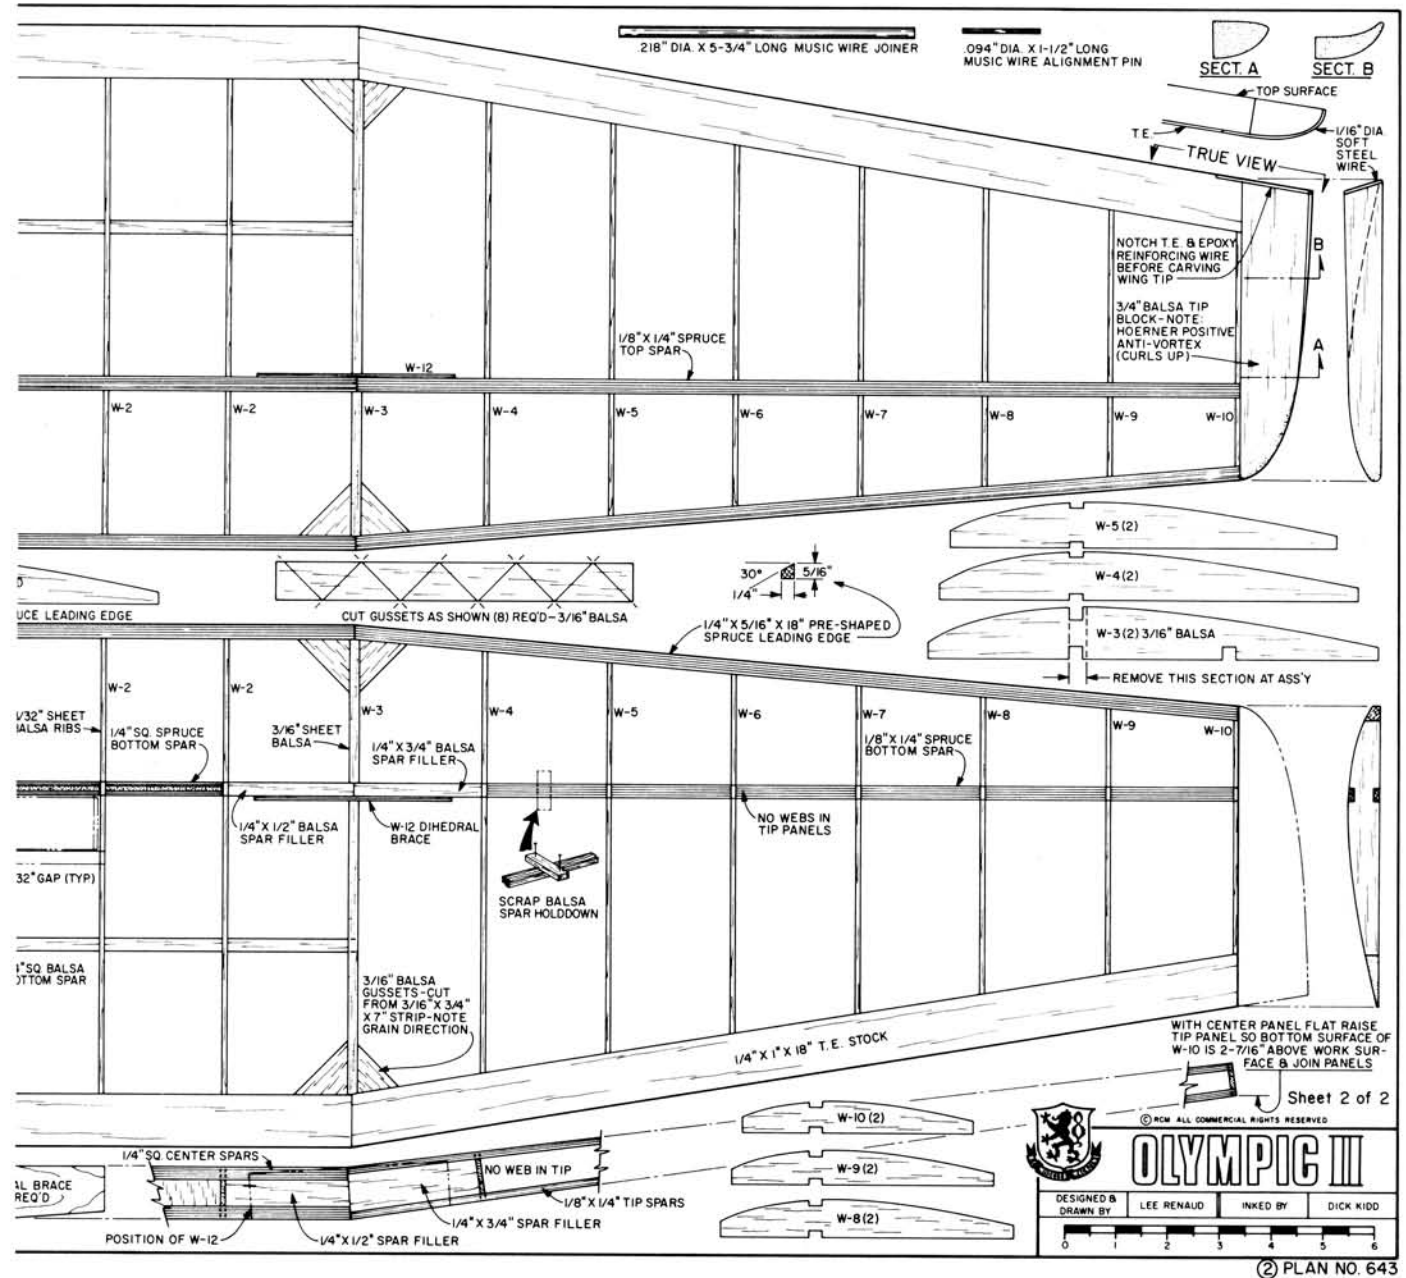 .218" DIA. X 5-3/4" LONG MUSIC WIRE JOINER
.094" DIA. X 1-1/2" LONG
MUSIC WIRE ALIGNMENT PIN
SECT. A
SECT. B
TOP SURFACE
T.E.
1/16" DIA.
SOFT
STEEL
WIRE
TRUE VIEW
NOTCH T.E. & EPOXY
REINFORCING WIRE
BEFORE CARVING
WING TIP
B
3/4" BALSA TIP
BLOCK-NOTE:
HOERNER POSITIVE
ANTI-VORTEX
(CURLS UP)
A
1/8" X 1/4" SPRUCE
TOP SPAR
W-12
W-2
W-2
W-3
W-4
W-5
W-6
W-7
W-8
W-9
W-10
W-5 (2)
W-4 (2)
W-3 (2) 3/16" BALSA
REMOVE THIS SECTION AT ASS'Y
30°
5/16"
1/4"
UCE LEADING EDGE
CUT GUSSETS AS SHOWN (8) REQ'D-3/16" BALSA
1/4" X 5/16" X 18" PRE-SHAPED
SPRUCE LEADING EDGE
W-2
W-2
W-3
W-4
W-5
W-6
W-7
W-8
W-9
W-10
1/32" SHEET
ALSA RIBS
1/4" SQ. SPRUCE
BOTTOM SPAR
3/16" SHEET
BALSA
1/4" X 3/4" BALSA
SPAR FILLER
1/8" X 1/4" SPRUCE
BOTTOM SPAR
1/4" X 1/2" BALSA
SPAR FILLER
W-12 DIHEDRAL
BRACE
NO WEBS IN
TIP PANELS
32" GAP (TYP)
SCRAP BALSA
SPAR HOLDDOWN
4" SQ. BALSA
OTTOM SPAR
3/16" BALSA
GUSSETS-CUT
FROM 3/16" X 3/4"
X 7" STRIP-NOTE
GRAIN DIRECTION
1/4" X 1" X 18" T.E. STOCK
WITH CENTER PANEL FLAT RAISE
TIP PANEL SO BOTTOM SURFACE OF
W-10 IS 2-7/16" ABOVE WORK SUR-
FACE & JOIN PANELS
Sheet 2 of 2
© RCM ALL COMMERCIAL RIGHTS RESERVED
W-10 (2)
W-9 (2)
W-8 (2)
1/4" SQ. CENTER SPARS
NO WEB IN TIP
1/8" X 1/4" TIP SPARS
1/4" X 3/4" SPAR FILLER
1/4" X 1/2" SPAR FILLER
POSITION OF W-12
AL BRACE
REQ'D
OLYMPIC III
DESIGNED &
DRAWN BY
LEE RENAUD
INKED BY
DICK KIDD
0 1 2 3 4 5 6
② PLAN NO. 643